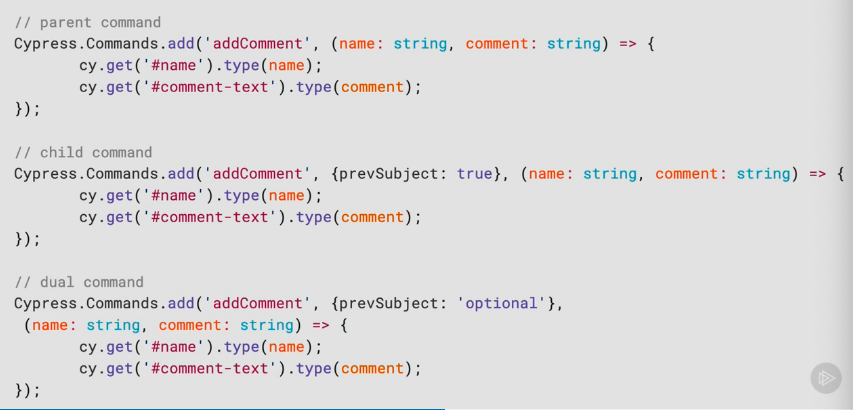 // parent command
Cypress.Commands.add('addComment', (name: string, comment: string) => {
        cy.get('#name').type(name);
        cy.get('#comment-text').type(comment);
});

// child command
Cypress.Commands.add('addComment', {prevSubject: true}, (name: string, comment: string) => {
        cy.get('#name').type(name);
        cy.get('#comment-text').type(comment);
});

// dual command
Cypress.Commands.add('addComment', {prevSubject: 'optional'},
 (name: string, comment: string) => {
        cy.get('#name').type(name);
        cy.get('#comment-text').type(comment);
});